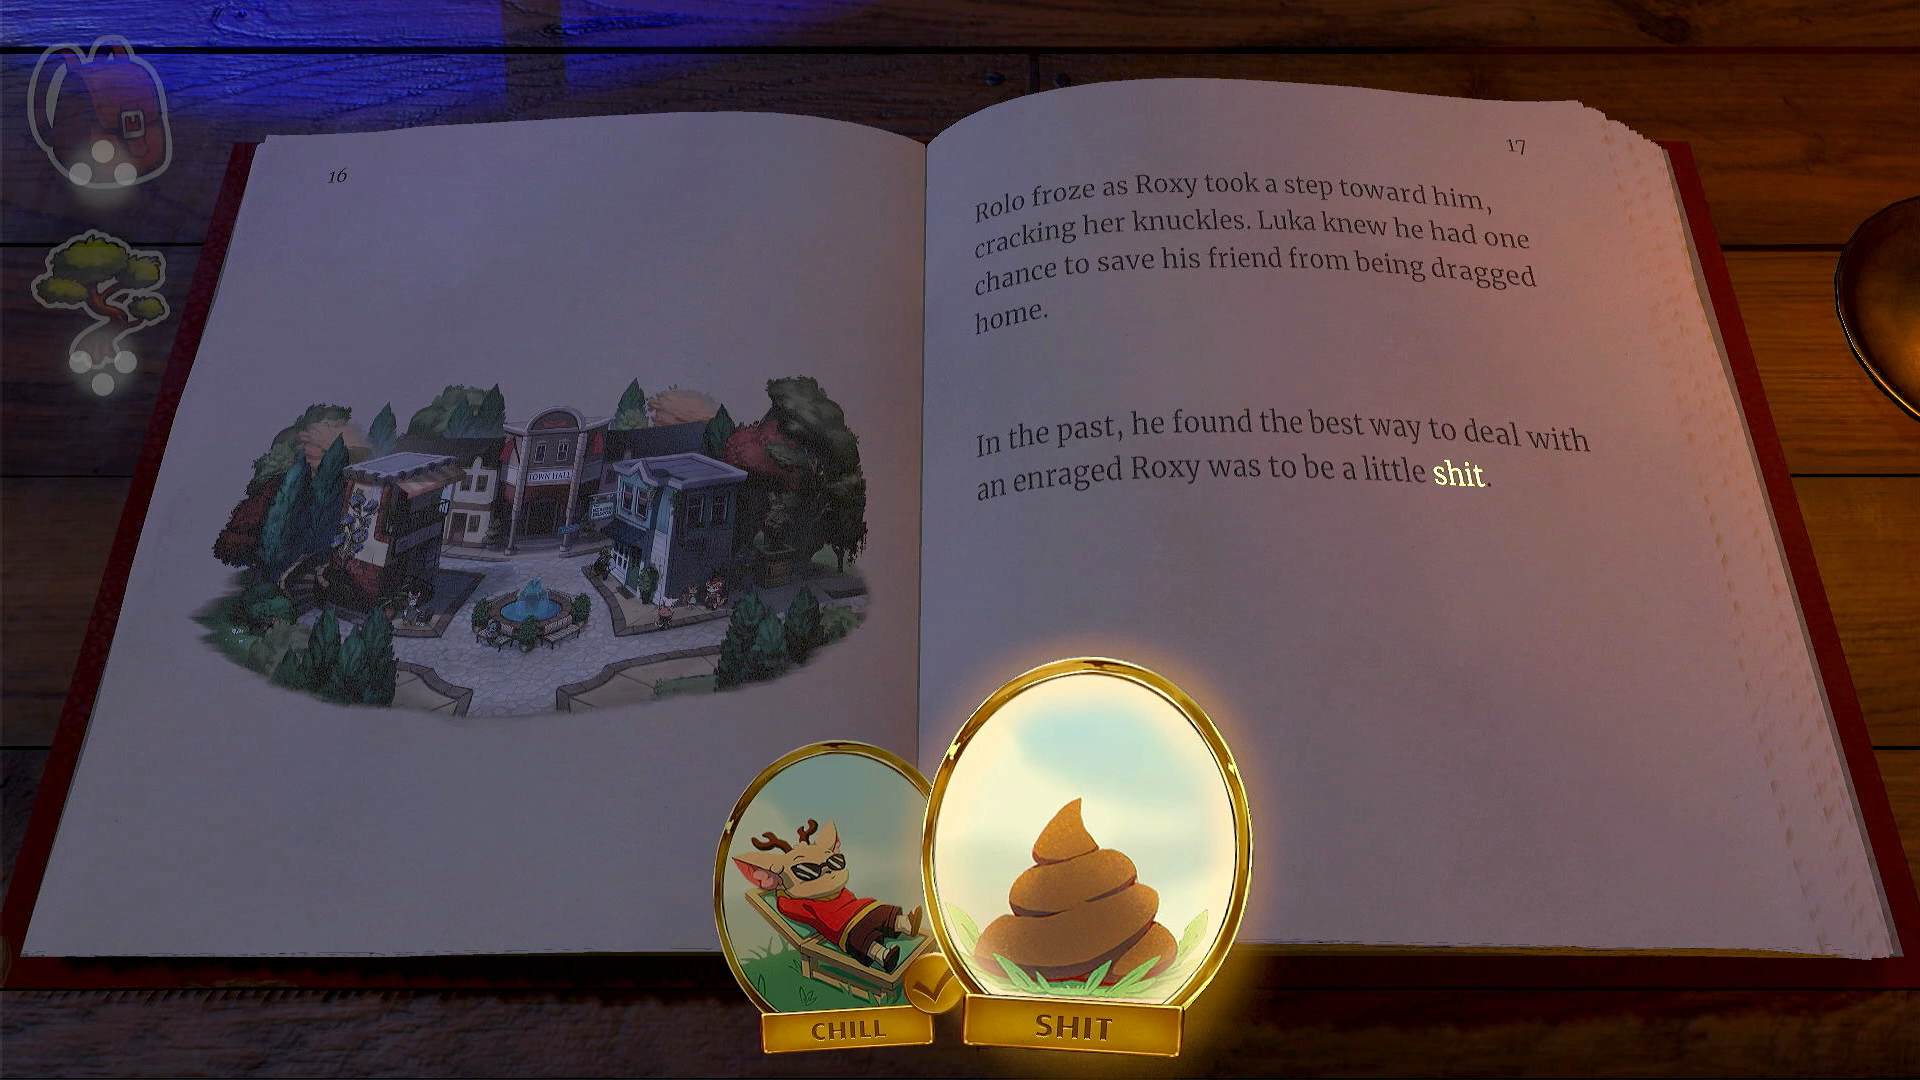 16
TOWN HALL
17
Rolo froze as Roxy took a step toward him,
cracking her knuckles. Luka knew he had one
chance to save his friend from being dragged
home.
In the past, he found the best way to deal with
an enraged Roxy was to be a little shit.
CHILL
SHIT